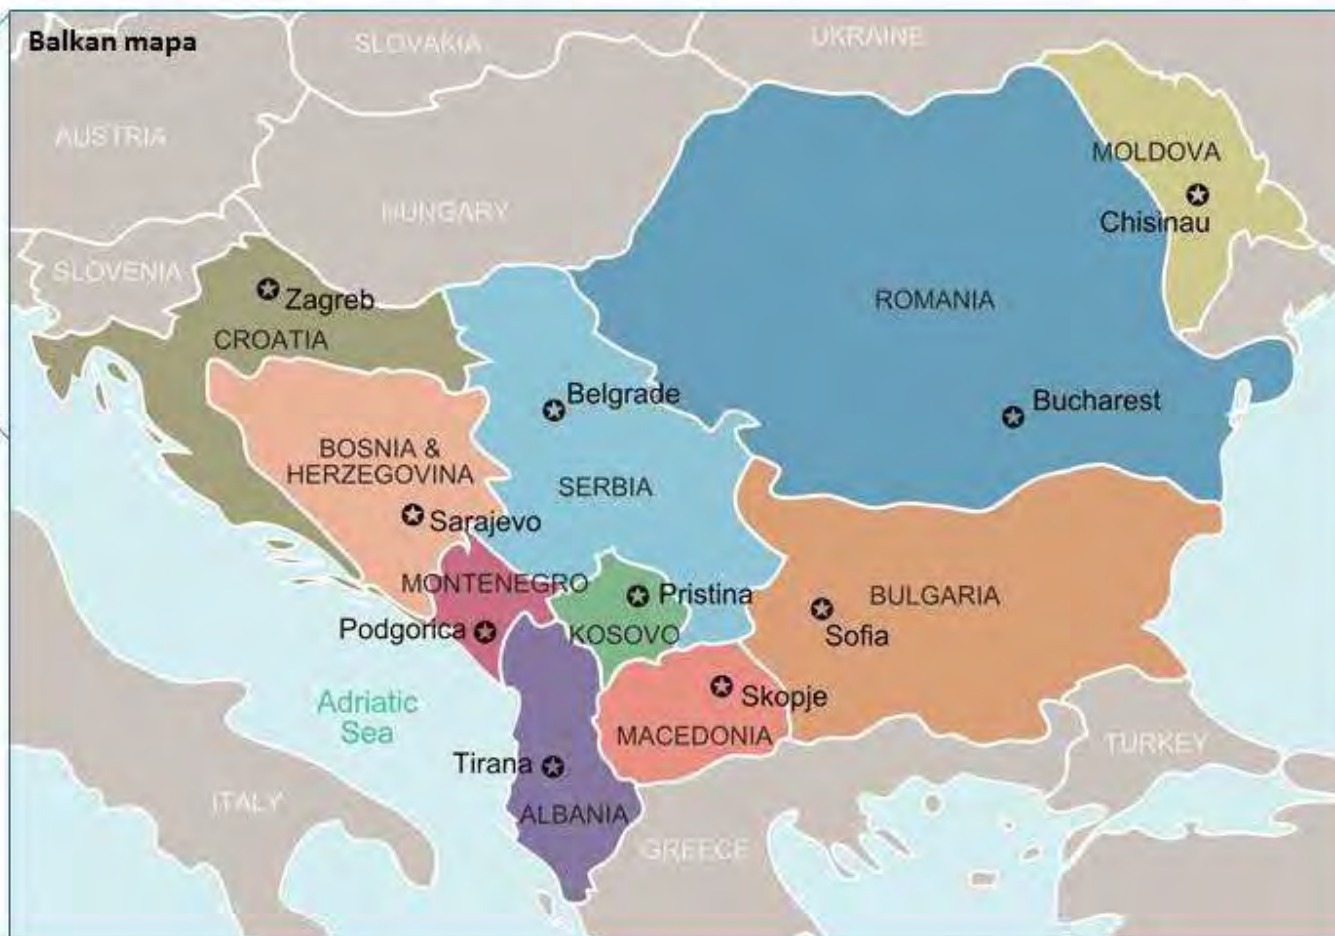 Balkan mapa
SLOVAKIA
UKRAINE
AUSTRIA
MOLDOVA
Chisinau
HUNGARY
SLOVENIA
Zagreb
CROATIA
ROMANIA
Belgrade
Bucharest
BOSNIA &
HERZEGOVINA
SERBIA
Sarajevo
MONTENEGRO
Pristina
BULGARIA
Podgorica
KOSOVO
Sofia
Adriatic
Sea
Skopje
MACEDONIA
TURKEY
Tirana
ITALY
ALBANIA
GREECE